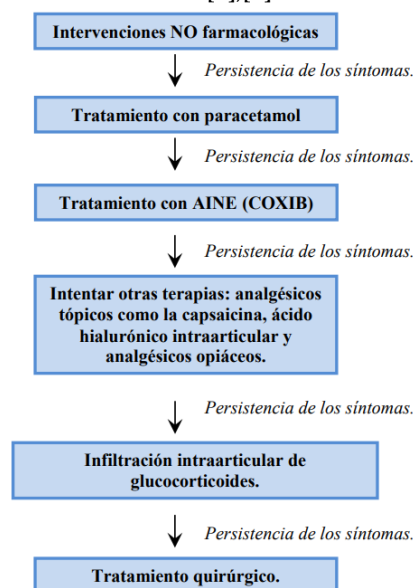 Intervenciones NO farmacológicas
Persistencia de los síntomas.
Tratamiento con paracetamol
Persistencia de los síntomas.
Tratamiento con AINE (COXIB)
Persistencia de los síntomas.
Intentar otras terapias: analgésicos
tópicos como la capsaicina, ácido
hialurónico intraarticular y
analgésicos opiáceos.
Persistencia de los síntomas.
Infiltración intraarticular de
glucocorticoides.
Persistencia de los síntomas.
Tratamiento quirúrgico.